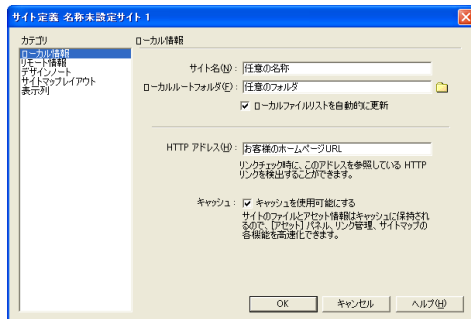 サイト定義 名称未設定サイト 1
カテゴリ
ローカル情報
リモート情報
デザインノート
サイトマップレイアウト
表示列
ローカル情報
サイト名(N): 任意の名称
ローカルルートフォルダ(F): 任意のフォルダ
ローカルファイルリストを自動的に更新
HTTP アドレス(H): お客様のホームページURL
リンクチェック時に、このアドレスを参照している HTTP
リンクを検出することができます。
キャッシュ: キャッシュを使用可能にする
サイトのファイルとアセット情報はキャッシュに保持され
るので、[アセット] パネル、リンク管理、サイトマップの
各機能を高速化できます。
OK キャンセル ヘルプ(H)